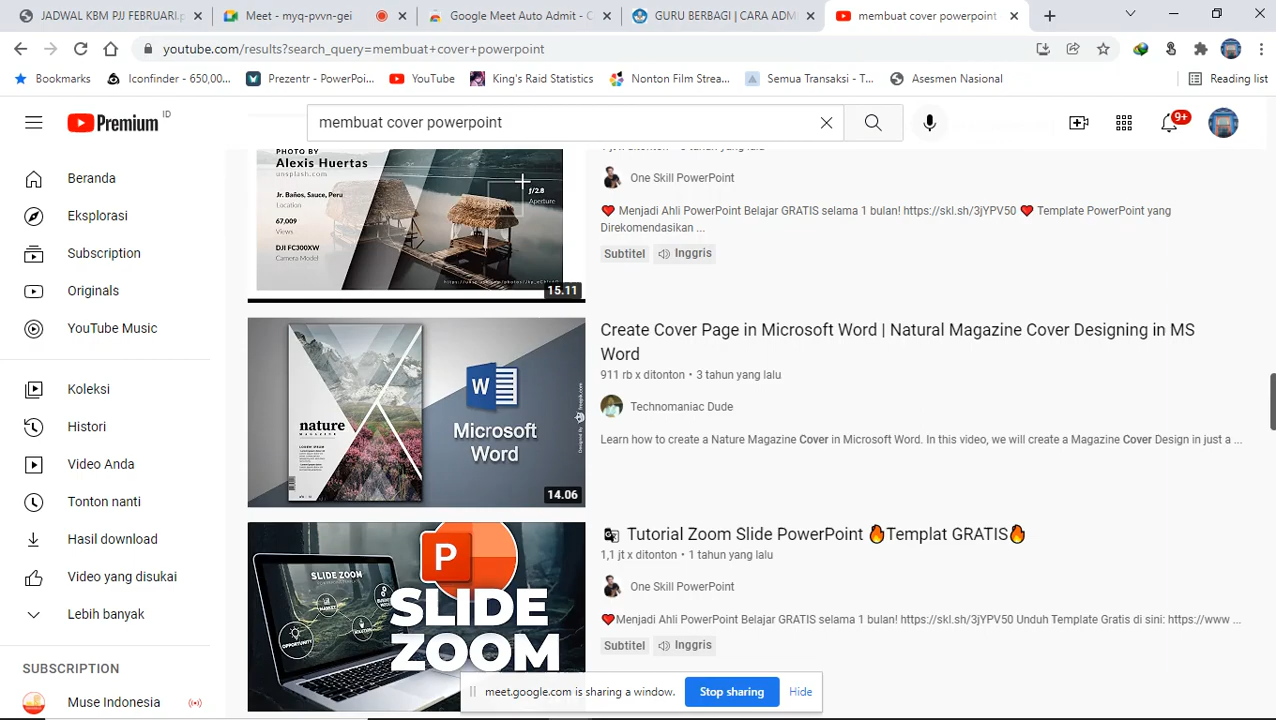 JADWAL KBM PJJ FEBRUARI.p
Meet - myq-pvvn-gei
Google Meet Auto Admit - C
GURU BERBAGI | CARA ADM
membuat cover powerpoint
youtube.com/results?search_query=membuat+cover+powerpoint
Bookmarks
Iconfinder - 650,00...
Prezentr - PowerPoi...
YouTube
King's Raid Statistics
Nonton Film Strea...
Semua Transaksi - T...
Asesmen Nasional
Reading list
Premium ID
membuat cover powerpoint
9+
Beranda
Eksplorasi
Subscription
Originals
YouTube Music
Koleksi
Histori
Video Anda
Tonton nanti
Hasil download
Video yang disukai
Lebih banyak
SUBSCRIPTION
Muse Indonesia
PHOTO BY
Alexis Huertas
unsplash.com
Jr. Baños, Sauce, Peru
Location
67,009
Views
DJI FC300XW
Camera Model
ƒ/2.8
Aperture
15.11
One Skill PowerPoint
Menjadi Ahli PowerPoint Belajar GRATIS selama 1 bulan! https://skl.sh/3jYPV50 ❤ Template PowerPoint yang
Direkomendasikan ...
Subtitel
Inggris
nature
MAGAZINE
W
Microsoft
Word
14.06
Create Cover Page in Microsoft Word | Natural Magazine Cover Designing in MS
Word
911 rb x ditonton • 3 tahun yang lalu
Technomaniac Dude
Learn how to create a Nature Magazine Cover in Microsoft Word. In this video, we will create a Magazine Cover Design in just a ...
P
SLIDE ZOOM
OPPORTUNITY
SLIDE
ZOOM
Tutorial Zoom Slide PowerPoint 🔥Templat GRATIS🔥
1,1 jt x ditonton • 1 tahun yang lalu
One Skill PowerPoint
❤Menjadi Ahli PowerPoint Belajar GRATIS selama 1 bulan! https://skl.sh/3jYPV50 Unduh Template Gratis di sini: https://www ...
Subtitel
Inggris
meet.google.com is sharing a window.
Stop sharing
Hide